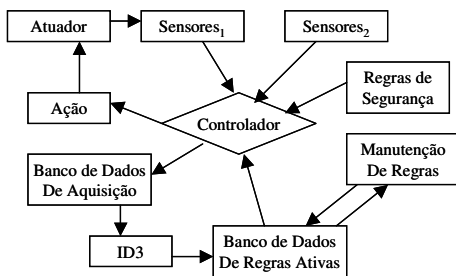 Atuador
Sensores1
Sensores2
Regras de
Segurança
Ação
Controlador
Manutenção
De Regras
Banco de Dados
De Aquisição
ID3
Banco de Dados
De Regras Ativas